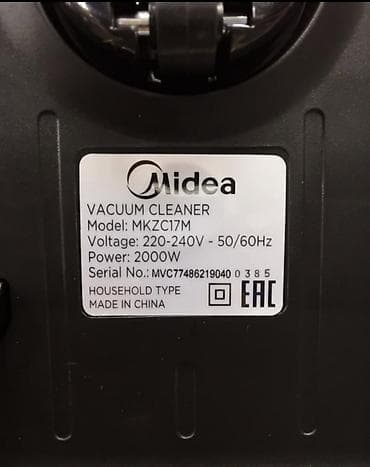 Midea
VACUUM CLEANER
Model: MKZC17M
Voltage: 220-240V - 50/60Hz
Power: 2000W
Serial No.: MVC77486219040 0 3 8 5
HOUSEHOLD TYPE
MADE IN CHINA
EAC